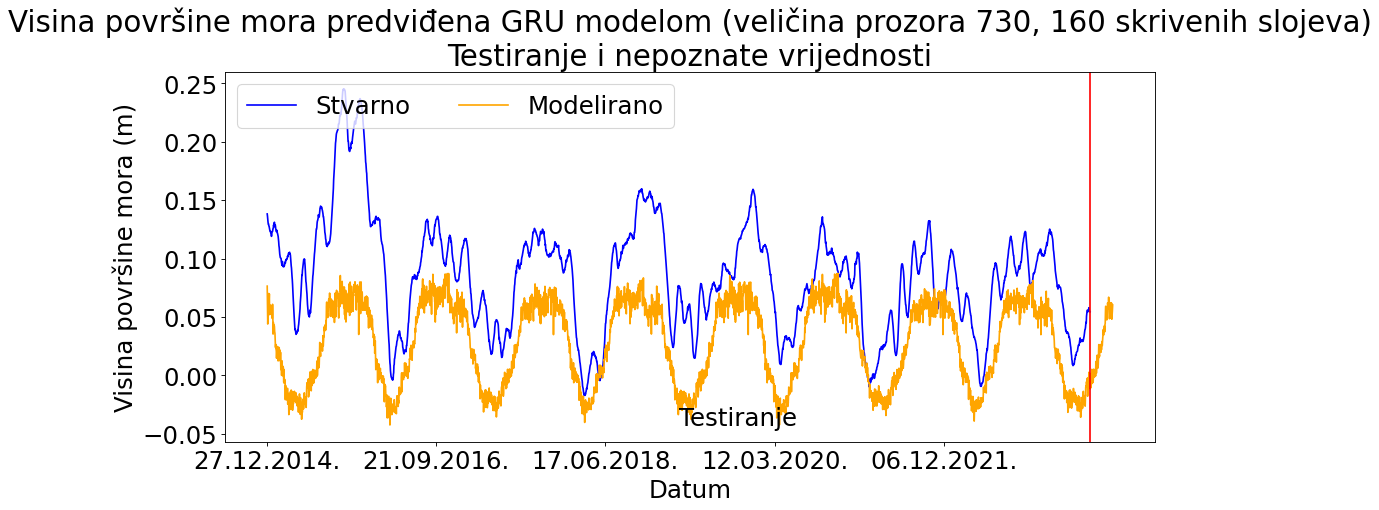 Visina površine mora predviđena GRU modelom (veličina prozora 730, 160 skrivenih slojeva)
Testiranje i nepoznate vrijednosti
Stvarno Modelirano
Visina površine mora (m)
0.25
0.20
0.15
0.10
0.05
0.00
−0.05
Testiranje
27.12.2014. 21.09.2016. 17.06.2018. 12.03.2020. 06.12.2021.
Datum